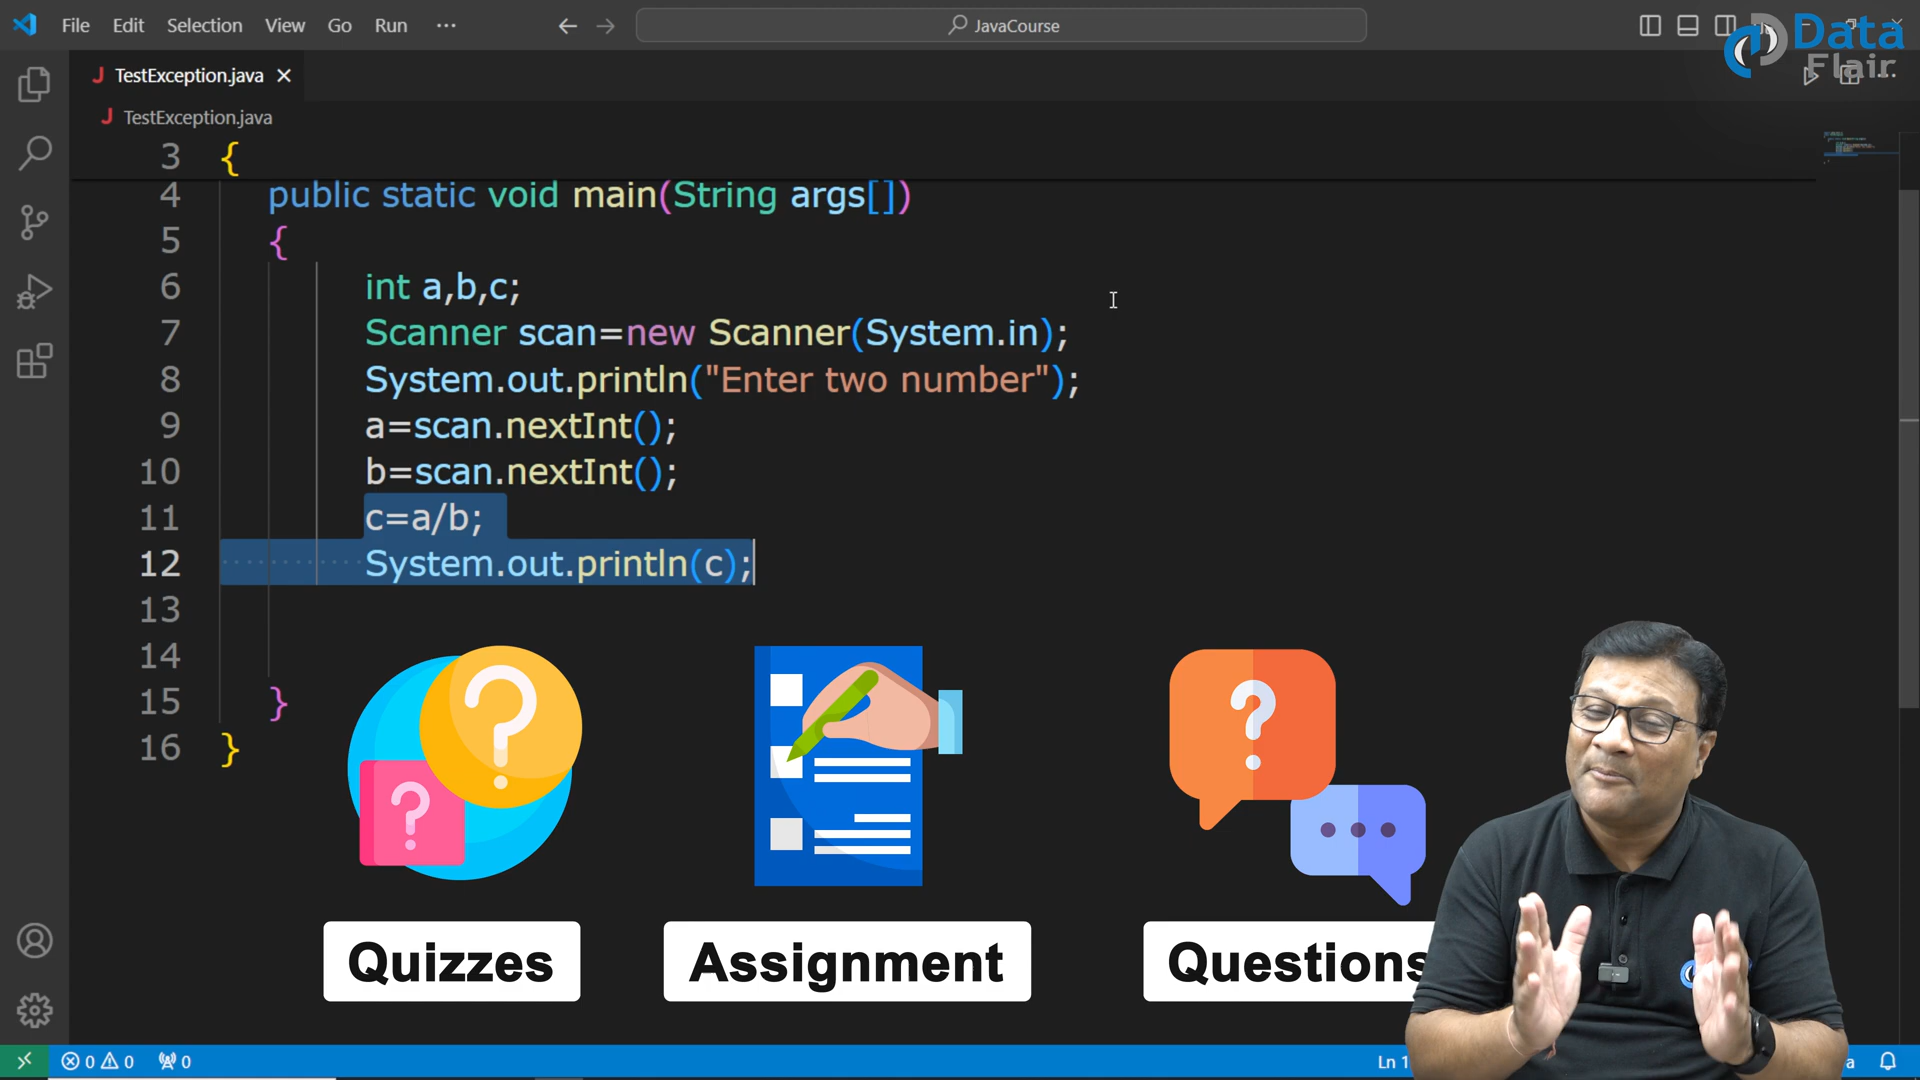 File Edit Selection View Go Run ···
JavaCourse
Data
Flair
J TestException.java
J TestException.java
3 {
4 public static void main(String args[])
5 {
6 int a,b,c;
7 Scanner scan=new Scanner(System.in);
8 System.out.println("Enter two number");
9 a=scan.nextInt();
10 b=scan.nextInt();
11 c=a/b;
12 System.out.println(c);
13
14
15 }
16 }
?
?
?
Quizzes
Assignment
Questions
0 0 0
Ln 1
a